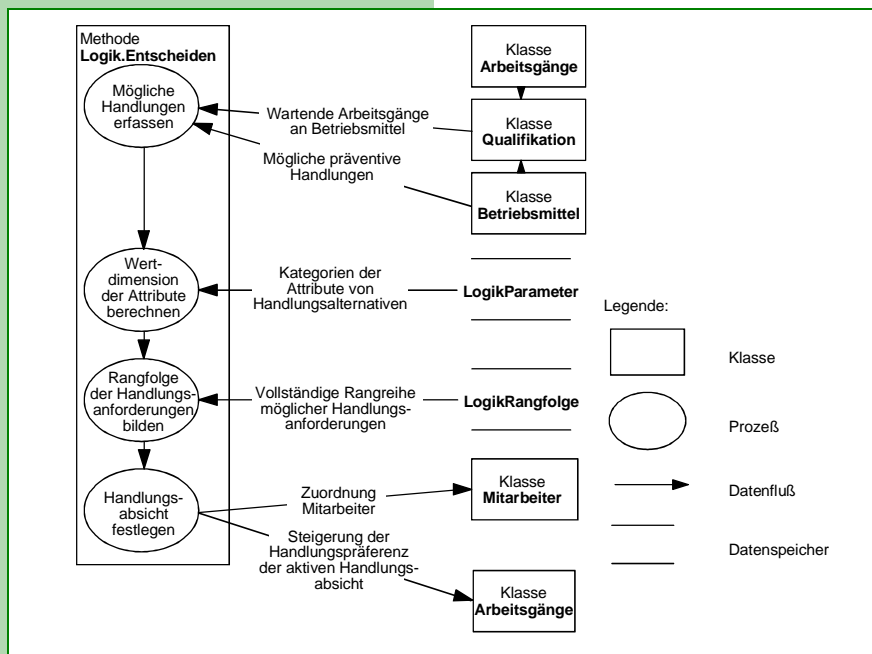 Methode
Logik.Entscheiden
Mögliche
Handlungen
erfassen
Wartende Arbeitsgänge
an Betriebsmittel
Mögliche präventive
Handlungen
Klasse
Arbeitsgänge
Klasse
Qualifikation
Klasse
Betriebsmittel
Wert-
dimension
der Attribute
berechnen
Kategorien der
Attribute von
Handlungsalternativen
LogikParameter
Rangfolge
der Handlungs-
anforderungen
bilden
Vollständige Rangreihe
möglicher Handlungs-
anforderungen
LogikRangfolge
Handlungs-
absicht
festlegen
Zuordnung
Mitarbeiter
Klasse
Mitarbeiter
Steigerung der
Handlungspräferenz
der aktiven Handlungs-
absicht
Klasse
Arbeitsgänge
Legende:
Klasse
Prozeß
Datenfluß
Datenspeicher